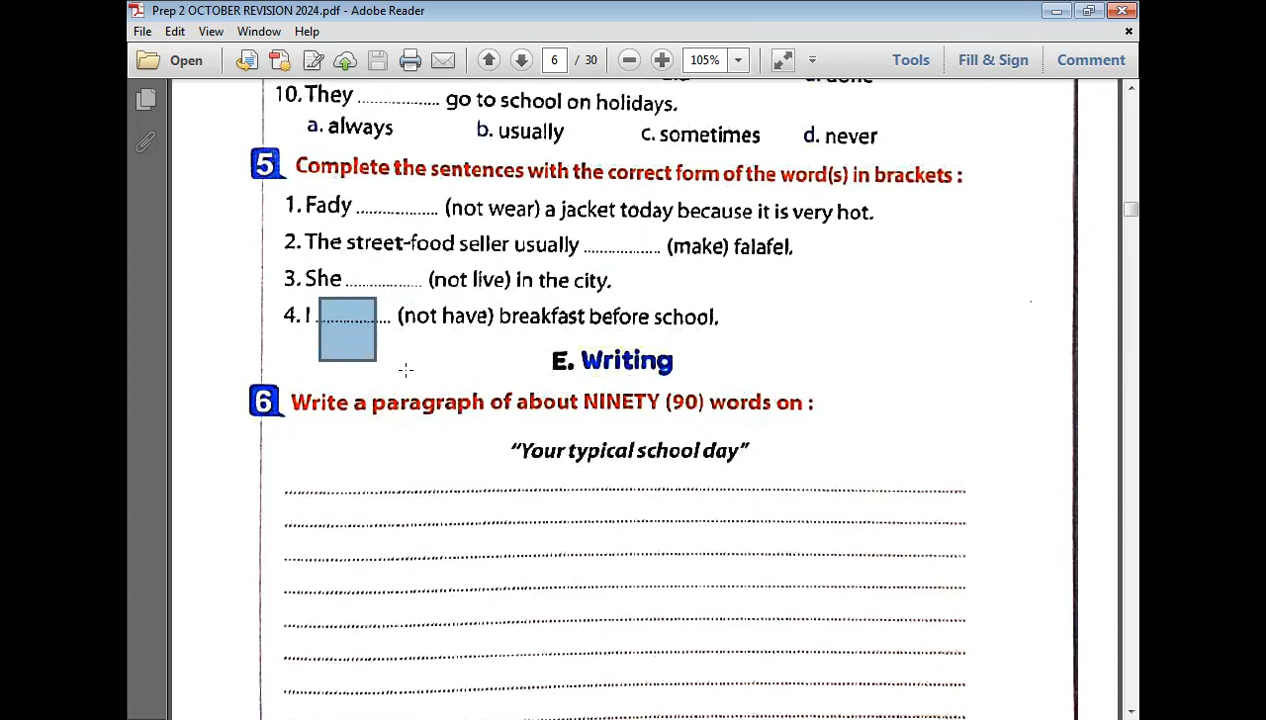 Prep 2 OCTOBER REVISION 2024.pdf - Adobe Reader
File Edit View Window Help
Open 6 / 30 105% Tools Fill & Sign Comment
10. They .................. go to school on holidays.
a. always b. usually c. sometimes d. never
5 Complete the sentences with the correct form of the word(s) in brackets :
1. Fady .................. (not wear) a jacket today because it is very hot.
2. The street-food seller usually .................. (make) falafel.
3. She .................. (not live) in the city.
4. I .................. (not have) breakfast before school.
E. Writing
6 Write a paragraph of about NINETY (90) words on :
"Your typical school day"